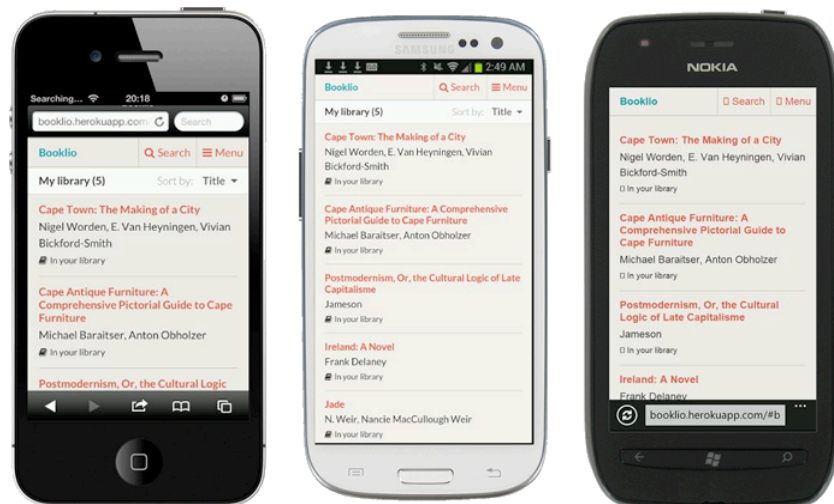 Searching...
20:18
booklio.herokuapp.com/
Search
Booklio
Search
Menu
My library (5)
Sort by:
Title
Cape Town: The Making of a City
Nigel Worden, E. Van Heyningen, Vivian
Bickford-Smith
In your library
Cape Antique Furniture: A
Comprehensive Pictorial Guide to Cape
Furniture
Michael Baraitser, Anton Obholzer
In your library
Postmodernism, Or, the Cultural Logic
SAMSUNG
2:49 AM
Booklio
Search
Menu
My library (5)
Sort by:
Title
Cape Town: The Making of a City
Nigel Worden, E. Van Heyningen, Vivian
Bickford-Smith
In your library
Cape Antique Furniture: A Comprehensive
Pictorial Guide to Cape Furniture
Michael Baraitser, Anton Obholzer
In your library
Postmodernism, Or, the Cultural Logic of Late
Capitalisme
Jameson
In your library
Ireland: A Novel
Frank Delaney
In your library
Jade
N. Weir, Nancie MacCullough Weir
In your library
NOKIA
Booklio
Search
Menu
Cape Town: The Making of a City
Nigel Worden, E. Van Heyningen, Vivian
Bickford-Smith
In your library
Cape Antique Furniture: A
Comprehensive Pictorial Guide to
Cape Furniture
Michael Baraitser, Anton Obholzer
In your library
Postmodernism, Or, the Cultural
Logic of Late Capitalisme
Jameson
In your library
Ireland: A Novel
Frank Delaney
booklio.herokuapp.com/#b